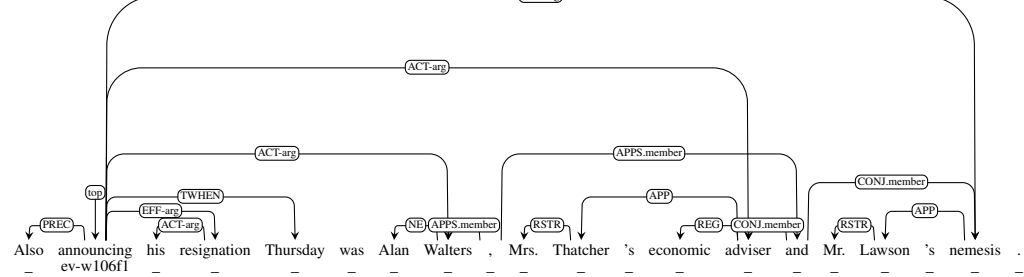 ACT-arg
ACT-arg APPS.member
CONJ.member
top TWHEN APP
EFF-arg
PREC ACT-arg NE APPS.member RSTR REG CONJ.member RSTR APP
Also announcing his resignation Thursday was Alan Walters , Mrs. Thatcher 's economic adviser and Mr. Lawson 's nemesis .
_ ev-w106f1 _ _ _ _ _ _ _ _ _ _ _ _ _ _ _ _ _ _